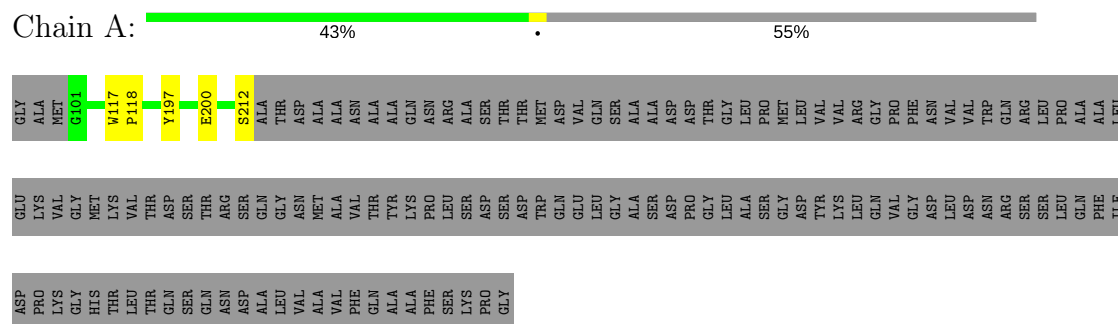 Chain A:
43%
•
55%
GLY ALA MET G101 W117 P118 Y197 E200 S212 ALA THR ASP ALA ALA ASN ALA ALA GLN ASN ARG ALA SER THR THR MET ASP VAL GLN SER ALA ALA ASP ASP THR GLY LEU PRO MET LEU VAL VAL ARG GLY PRO PHE ASN VAL VAL TRP GLN ARG LEU PRO ALA ALA LEU
GLU LYS VAL GLY MET LYS VAL THR ASP SER THR ARG SER GLN GLY ASN MET ALA VAL THR TYR LYS PRO LEU SER ASP SER ASP TRP GLN GLU LEU GLY ALA SER ASP PRO GLY LEU ALA SER GLY ASP TYR LYS LEU GLN VAL GLY ASP LEU ASP ASN ARG SER SER LEU GLN PHE ILE
ASP PRO LYS GLY HIS THR LEU THR GLN SER GLN ASN ASP ALA LEU VAL ALA VAL PHE GLN ALA ALA PHE SER LYS PRO GLY